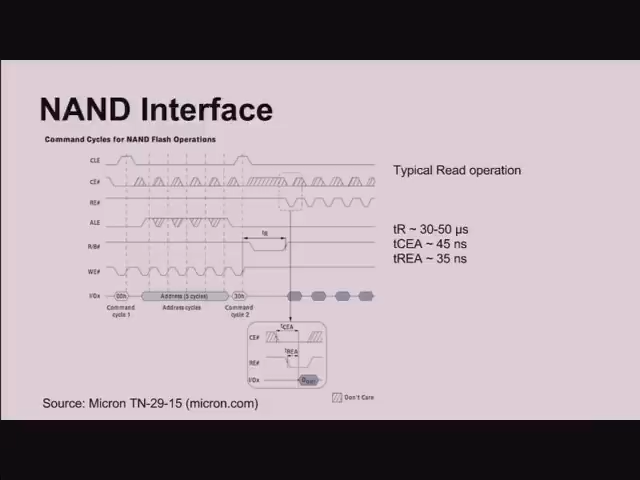 NAND Interface
Command Cycles for NAND Flash Operations
CLE
CE#
RE#
ALE
R/B#
WE#
I/Ox
tR
00h
Address (5 cycles)
30h
Command cycle 1
Address cycles
Command cycle 2
tCEA
CE#
tREA
RE#
I/Ox
Don't Care
Typical Read operation
tR ~ 30-50 µs
tCEA ~ 45 ns
tREA ~ 35 ns
Source: Micron TN-29-15 (micron.com)